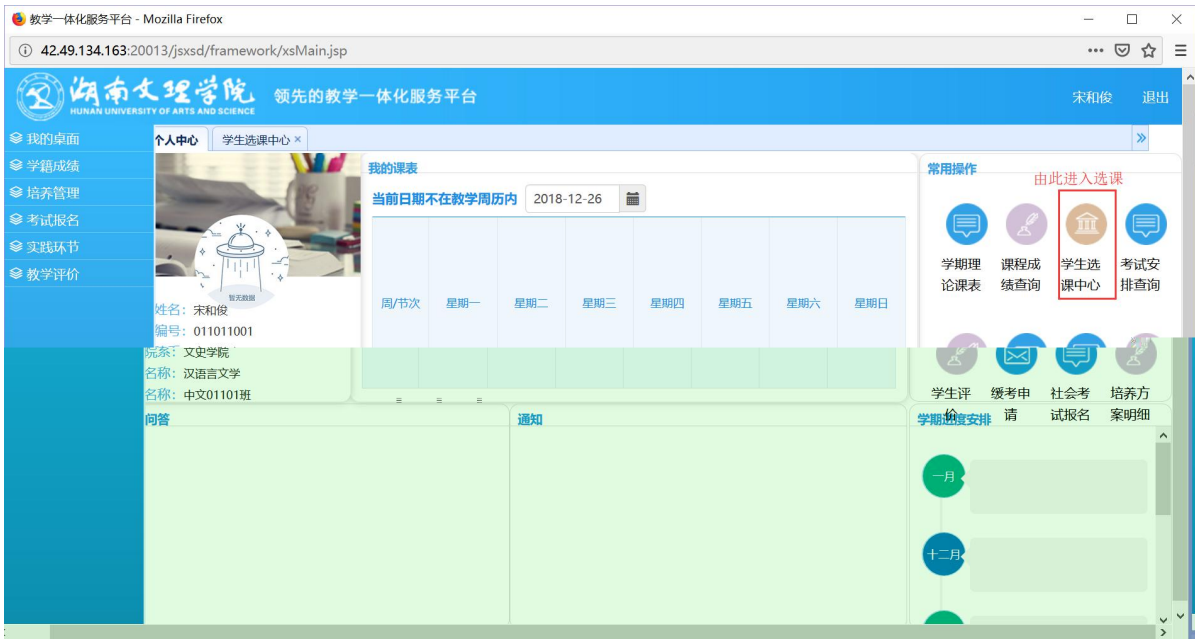 教学一体化服务平台 - Mozilla Firefox
42.49.134.163:20013/jsxsd/framework/xsMain.jsp
湖南文理学院
HUNAN UNIVERSITY OF ARTS AND SCIENCE
领先的教学一体化服务平台
宋和俊 退出
我的桌面
学籍成绩
培养管理
考试报名
实践环节
教学评价
个人中心 学生选课中心 ×
暂无数据
姓名：宋和俊
编号：011011001
院系：文史学院
名称：汉语言文学
名称：中文01101班
我的课表
当前日期不在教学周历内 2018-12-26
周/节次 星期一 星期二 星期三 星期四 星期五 星期六 星期日
常用操作
由此进入选课
学期理论课表
课程成绩查询
学生选课中心
考试安排查询
学生评价
缓考申请
社会考试报名
培养方案明细
问答
通知
学期进度安排
一月
十二月